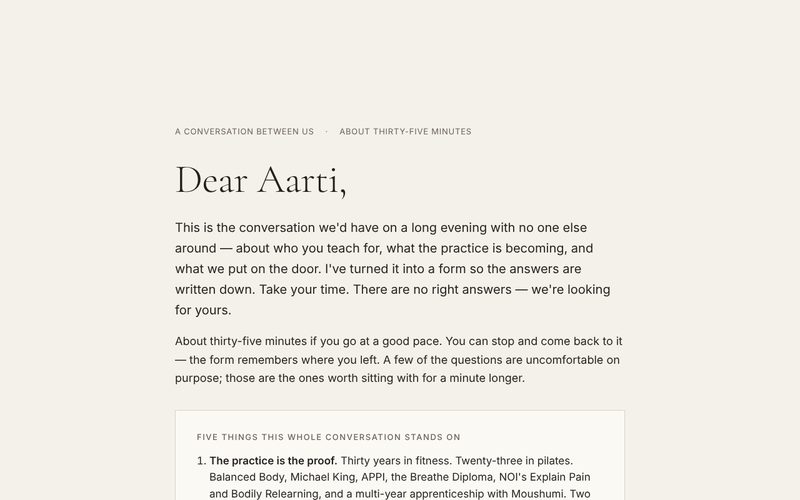 A CONVERSATION BETWEEN US · ABOUT THIRTY-FIVE MINUTES
Dear Aarti,
This is the conversation we'd have on a long evening with no one else
around — about who you teach for, what the practice is becoming, and
what we put on the door. I've turned it into a form so the answers are
written down. Take your time. There are no right answers — we're looking
for yours.
About thirty-five minutes if you go at a good pace. You can stop and come back to it
— the form remembers where you left. A few of the questions are uncomfortable on
purpose; those are the ones worth sitting with for a minute longer.
FIVE THINGS THIS WHOLE CONVERSATION STANDS ON
1. The practice is the proof. Thirty years in fitness. Twenty-three in pilates.
Balanced Body, Michael King, APPI, the Breathe Diploma, NOI's Explain Pain
and Bodily Relearning, and a multi-year apprenticeship with Moushumi. Two